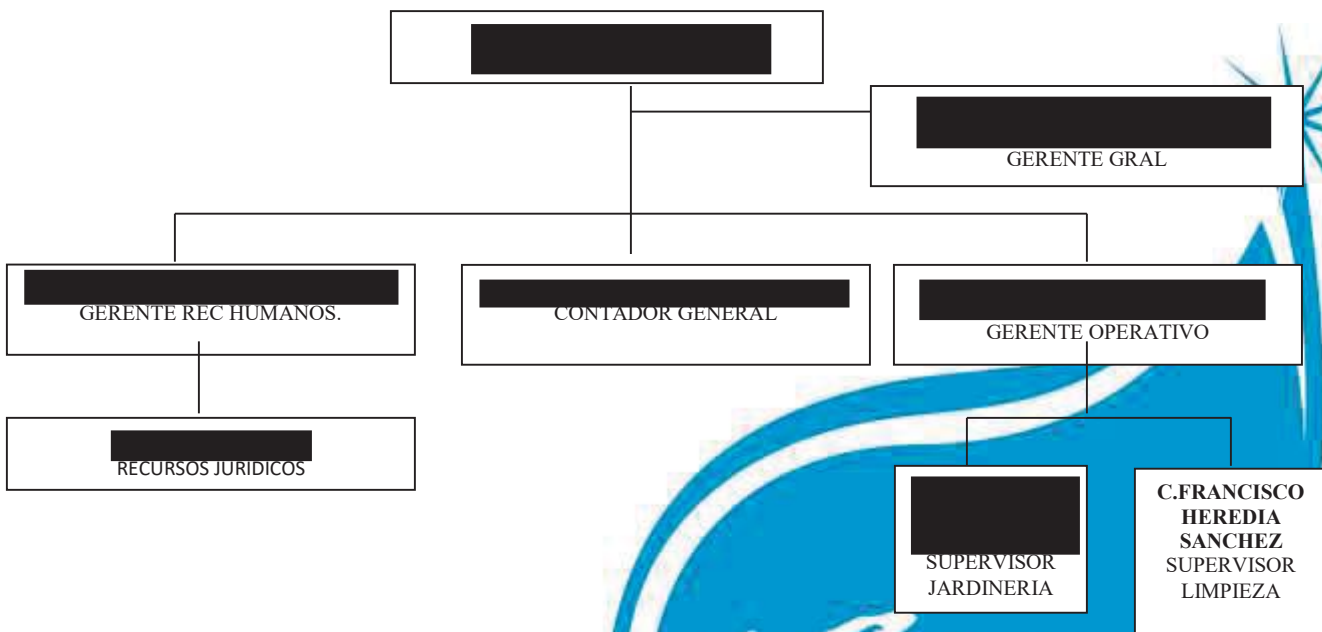 GERENTE GRAL
GERENTE REC HUMANOS.
CONTADOR GENERAL
GERENTE OPERATIVO
RECURSOS JURIDICOS
SUPERVISOR
JARDINERIA
C.FRANCISCO
HEREDIA
SANCHEZ
SUPERVISOR
LIMPIEZA